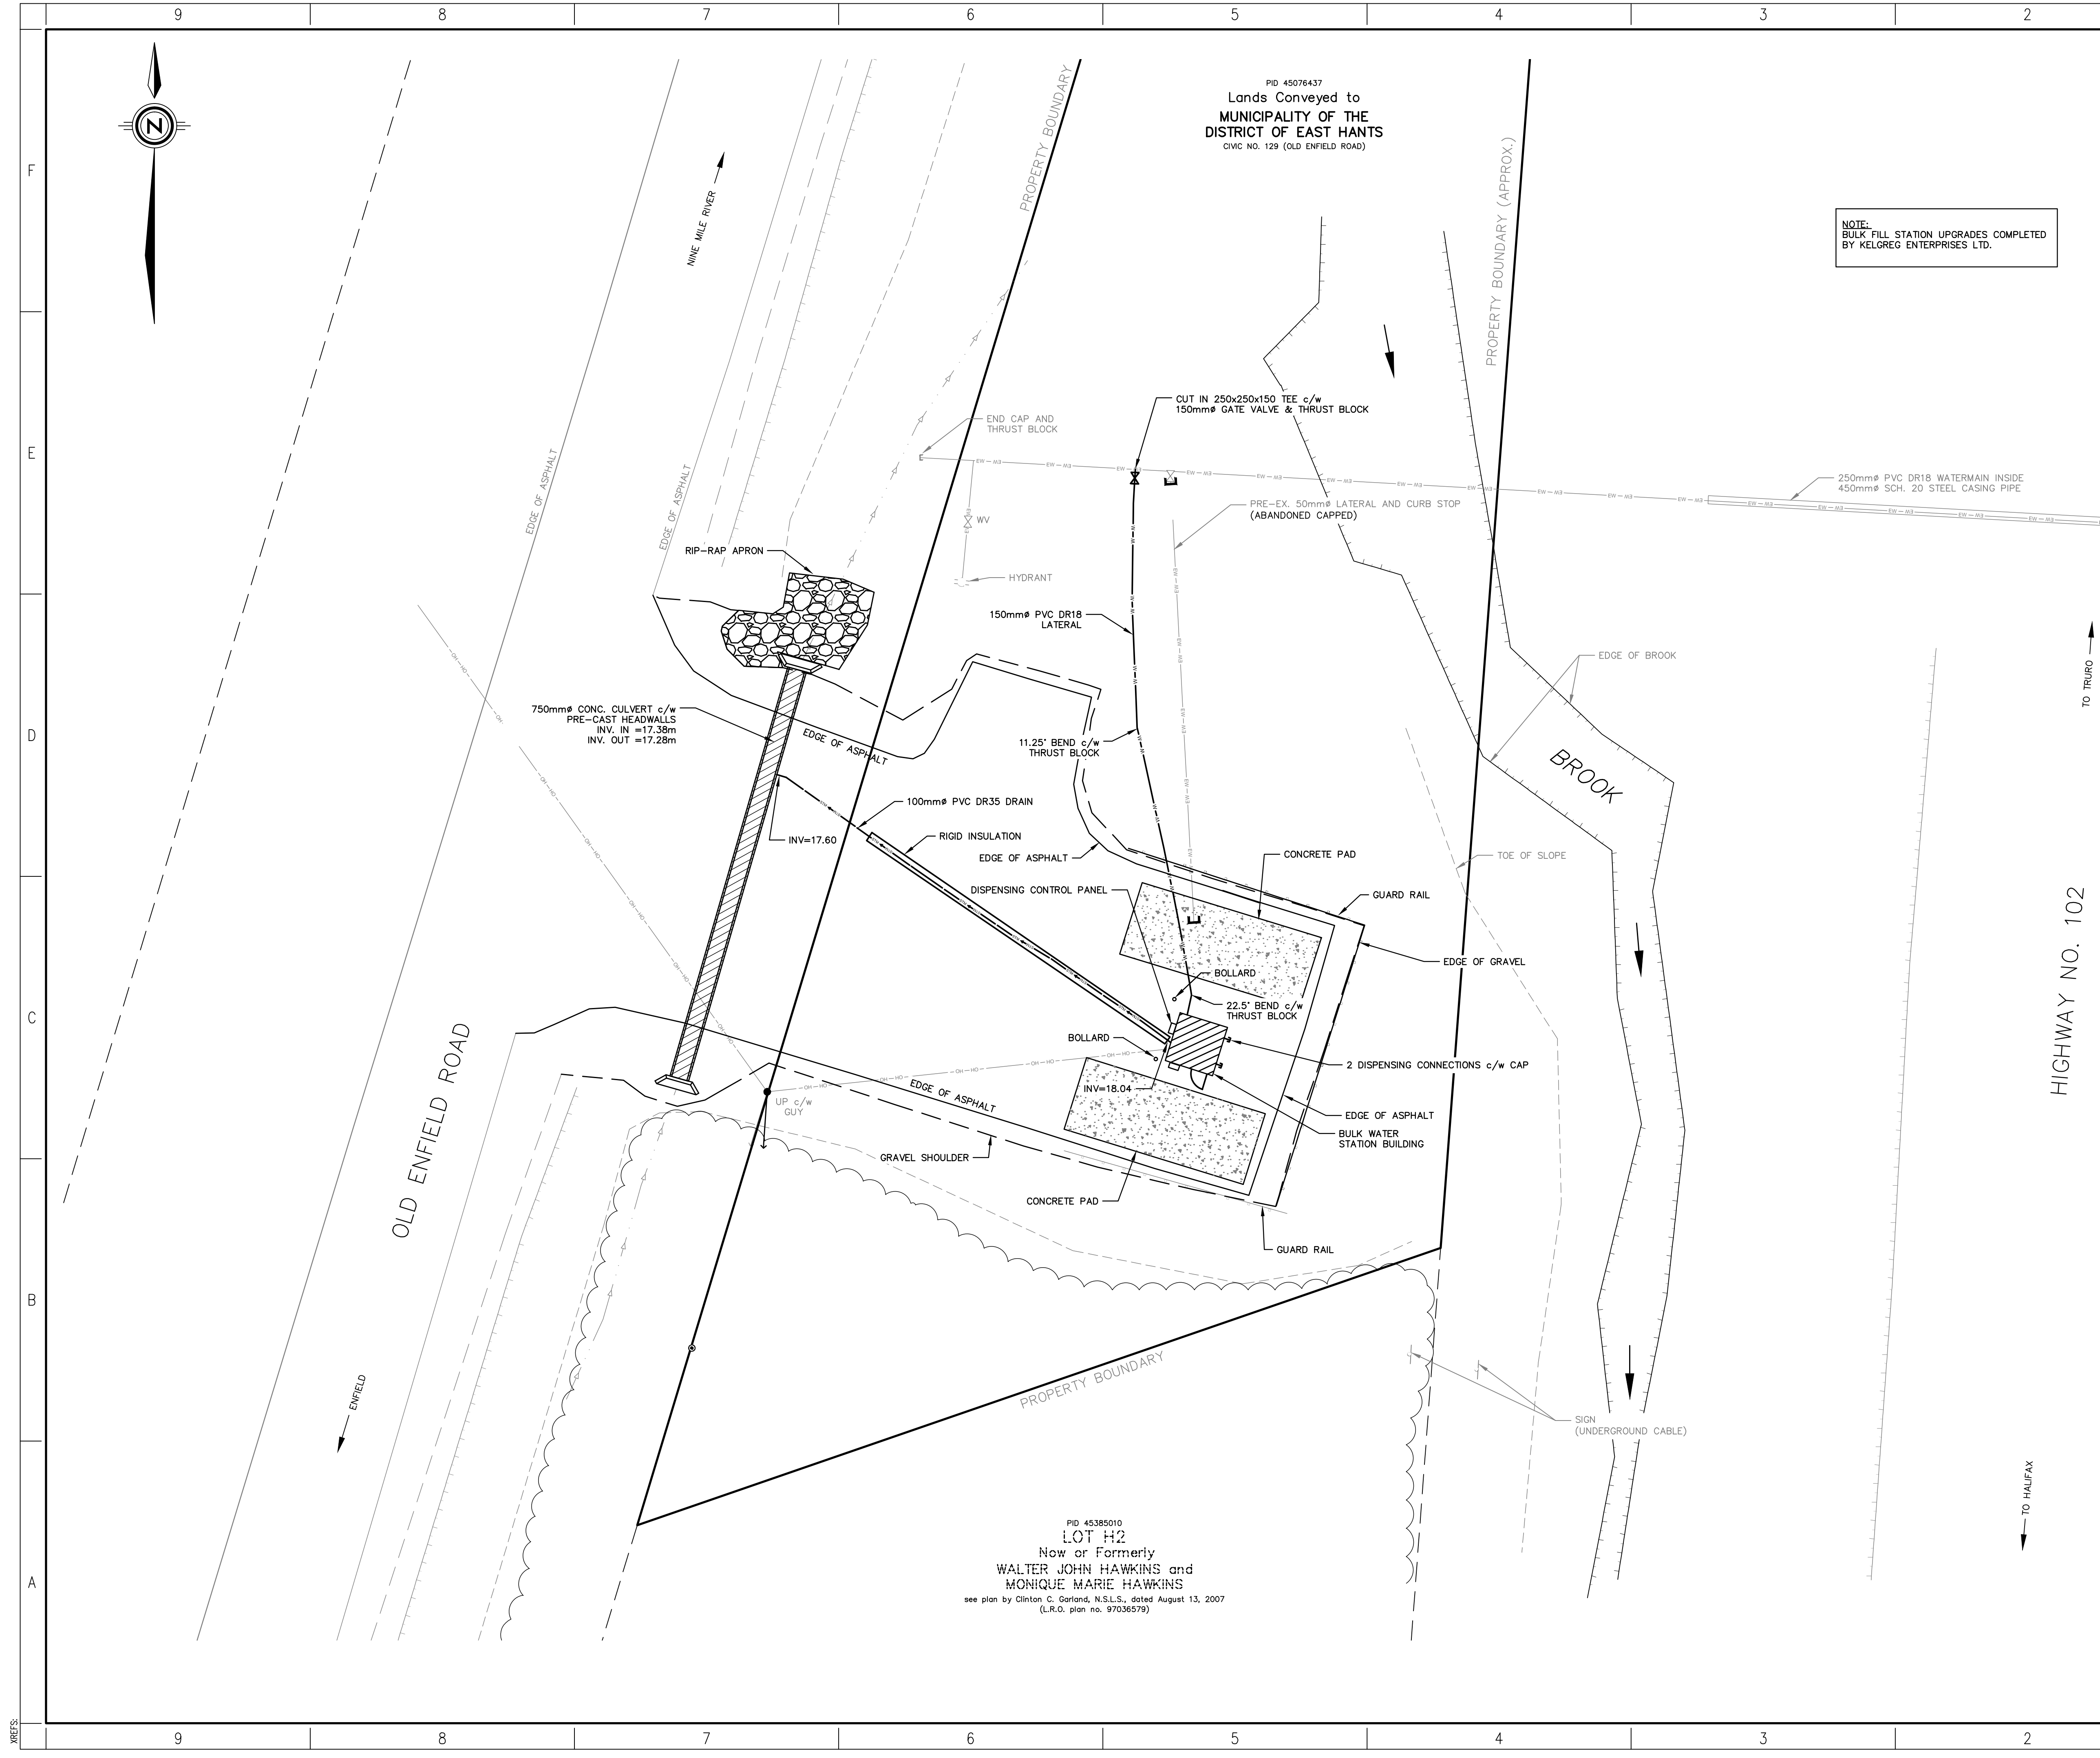 9 8 7 6 5 4 3 2
F
E
D
C
B
A
N
PID 45076437
Lands Conveyed to
MUNICIPALITY OF THE
DISTRICT OF EAST HANTS
CIVIC NO. 129 (OLD ENFIELD ROAD)
NOTE:
BULK FILL STATION UPGRADES COMPLETED
BY KELGREG ENTERPRISES LTD.
PROPERTY BOUNDARY
PROPERTY BOUNDARY (APPROX.)
NINE MILE RIVER
CUT IN 250x250x150 TEE c/w
150mmø GATE VALVE & THRUST BLOCK
END CAP AND
THRUST BLOCK
EDGE OF ASPHALT
EDGE OF ASPHALT
250mmø PVC DR18 WATERMAIN INSIDE
450mmø SCH. 20 STEEL CASING PIPE
PRE-EX. 50mmø LATERAL AND CURB STOP
(ABANDONED CAPPED)
WV
RIP-RAP APRON
HYDRANT
150mmø PVC DR18
LATERAL
EDGE OF BROOK
TO TRURO
750mmø CONC. CULVERT c/w
PRE-CAST HEADWALLS
INV. IN =17.38m
INV. OUT =17.28m
EDGE OF ASPHALT
11.25° BEND c/w
THRUST BLOCK
BROOK
100mmø PVC DR35 DRAIN
INV=17.60
RIGID INSULATION
EDGE OF ASPHALT
CONCRETE PAD
TOE OF SLOPE
DISPENSING CONTROL PANEL
GUARD RAIL
EDGE OF GRAVEL
BOLLARD
22.5° BEND c/w
THRUST BLOCK
HIGHWAY NO. 102
BOLLARD
2 DISPENSING CONNECTIONS c/w CAP
INV=18.04
EDGE OF ASPHALT
UP c/w
GUY
EDGE OF ASPHALT
BULK WATER
STATION BUILDING
OLD ENFIELD ROAD
GRAVEL SHOULDER
CONCRETE PAD
GUARD RAIL
PROPERTY BOUNDARY
ENFIELD
SIGN
(UNDERGROUND CABLE)
TO HALIFAX
PID 45385010
LOT H2
Now or Formerly
WALTER JOHN HAWKINS and
MONIQUE MARIE HAWKINS
see plan by Clinton C. Garland, N.S.L.S., dated August 13, 2007
(L.R.O. plan no. 97036579)
XREFS:
9 8 7 6 5 4 3 2